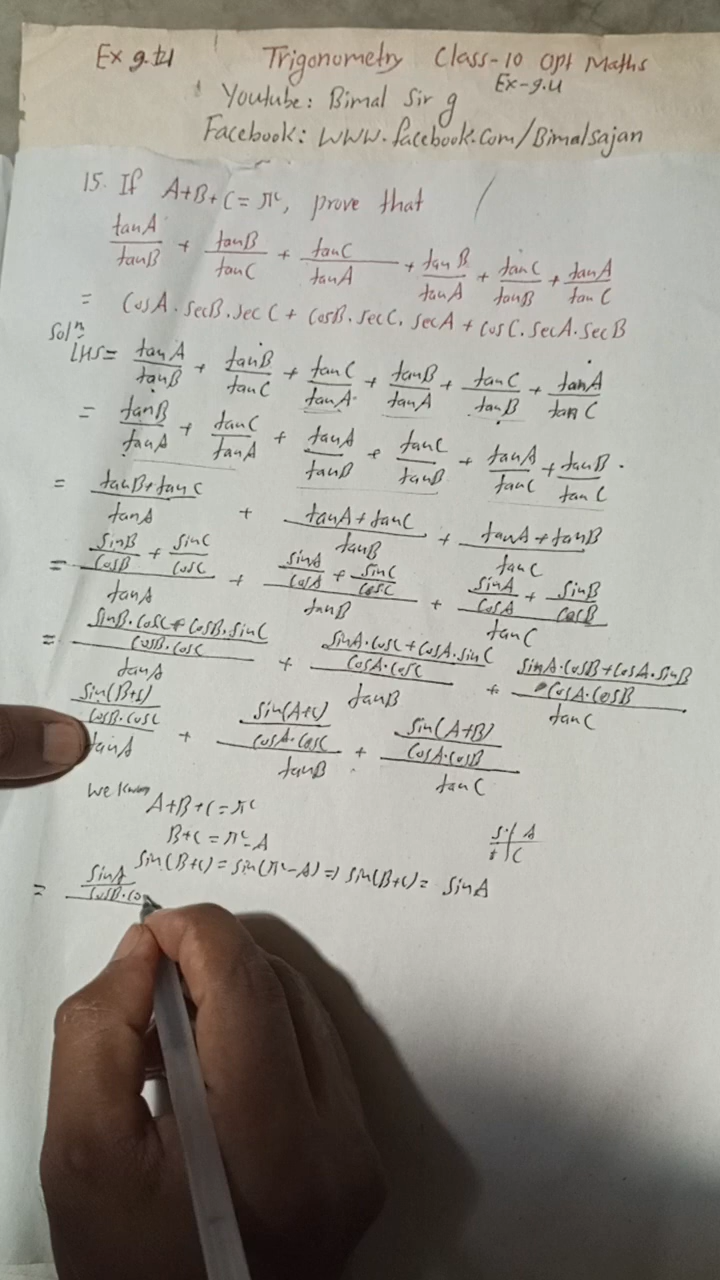 Ex 9.4 Trigonometry Class-10 Opt Maths
Ex-9.4
Youtube: Bimal Sir g
Facebook: WWW.facebook.com/Bimalsajan
15. If A+B+C = πᶜ, prove that
tanA/tanB + tanB/tanC + tanC/tanA + tanB/tanA + tanC/tanB + tanA/tanC
= CosA.secB.secC + cosB.secC.secA + cosC.secA.secB
Solⁿ
LHS = tanA/tanB + tanB/tanC + tanC/tanA + tanB/tanA + tanC/tanB + tanA/tanC
= tanB/tanA + tanC/tanA + tanA/tanB + tanC/tanB + tanA/tanC + tanB/tanC
= (tanB+tanC)/tanA + (tanA+tanC)/tanB + (tanA+tanB)/tanC
= (sinB/cosB + sinC/cosC)/tanA + (sinA/cosA + sinC/cosC)/tanB + (sinA/cosA + sinB/cosB)/tanC
= ((sinB.cosC+cosB.sinC)/(cosB.cosC))/tanA + ((sinA.cosC+cosA.sinC)/(cosA.cosC))/tanB + ((sinA.cosB+cosA.sinB)/(cosA.cosB))/tanC
(sin(B+C)/(cosB.cosC))/tanA + (sin(A+C)/(cosA.cosC))/tanB + (sin(A+B)/(cosA.cosB))/tanC
We know
A+B+C = πᶜ
B+C = πᶜ-A
S A
T C
sin(B+C) = sin(πᶜ-A) => sin(B+C) = sinA
= sinA/cosB.co